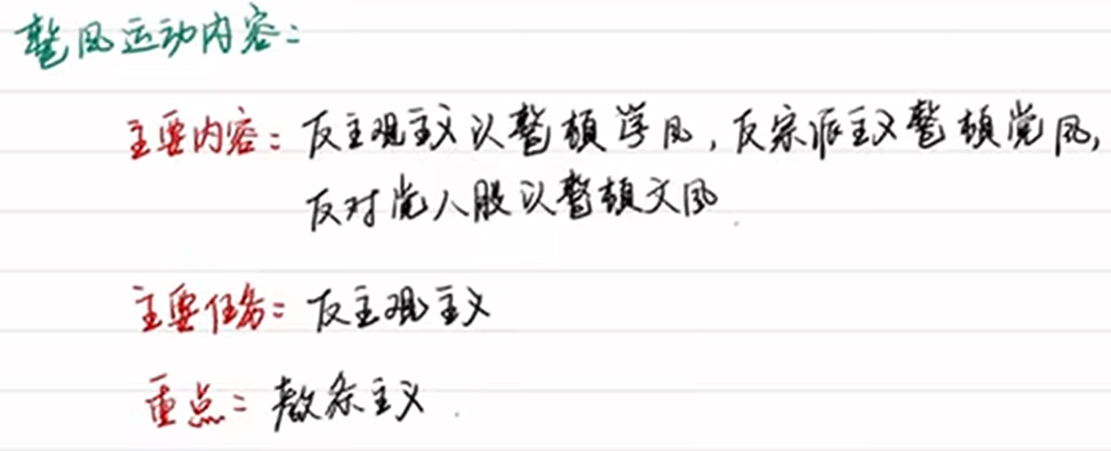 整风运动内容：
主要内容：反主观主义以整顿学风，反宗派主义整顿党风，
反对党八股以整顿文风
主要任务：反主观主义
重点：教条主义